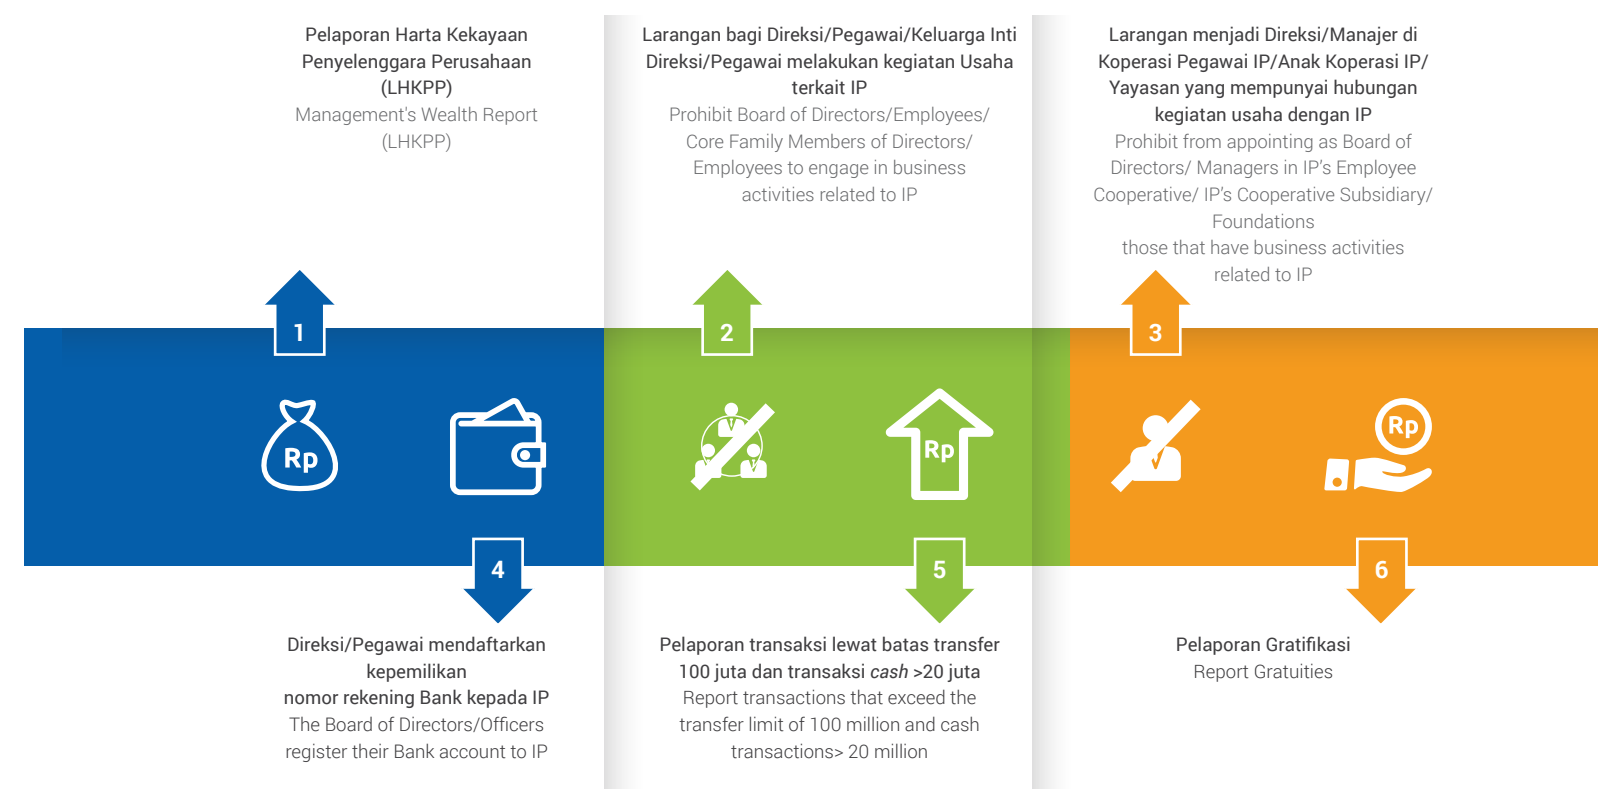 Pelaporan Harta Kekayaan
Penyelenggara Perusahaan
(LHKPP)
Management's Wealth Report
(LHKPP)
Larangan bagi Direksi/Pegawai/Keluarga Inti
Direksi/Pegawai melakukan kegiatan Usaha
terkait IP
Prohibit Board of Directors/Employees/
Core Family Members of Directors/
Employees to engage in business
activities related to IP
Larangan menjadi Direksi/Manajer di
Koperasi Pegawai IP/Anak Koperasi IP/
Yayasan yang mempunyai hubungan
kegiatan usaha dengan IP
Prohibit from appointing as Board of
Directors/ Managers in IP's Employee
Cooperative/ IP's Cooperative Subsidiary/
Foundations
those that have business activities
related to IP
1
2
3
Rp
Rp
Rp
4
5
6
Direksi/Pegawai mendaftarkan
kepemilikan
nomor rekening Bank kepada IP
The Board of Directors/Officers
register their Bank account to IP
Pelaporan transaksi lewat batas transfer
100 juta dan transaksi cash >20 juta
Report transactions that exceed the
transfer limit of 100 million and cash
transactions> 20 million
Pelaporan Gratifikasi
Report Gratuities